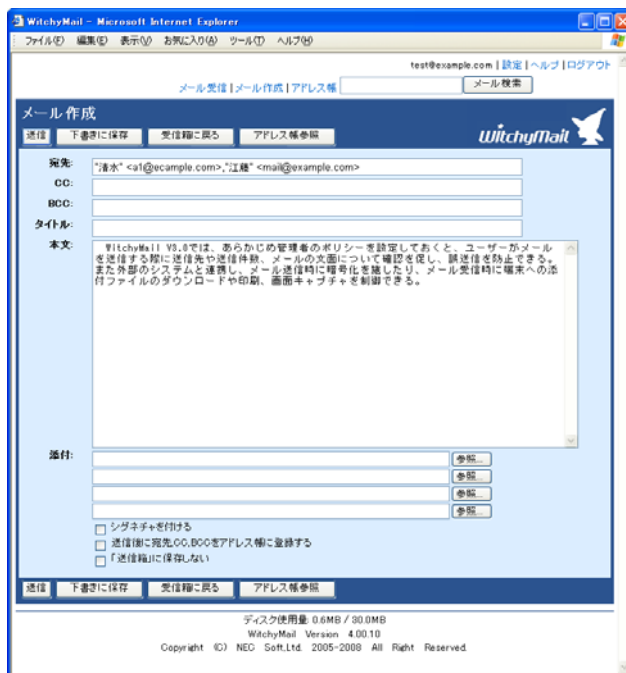 WitchyMail - Microsoft Internet Explorer
ファイル(F) 編集(E) 表示(V) お気に入り(A) ツール(T) ヘルプ(H)
test@example.com | 設定 | ヘルプ | ログアウト
メール受信 | メール作成 | アドレス帳 メール検索
メール作成
送信 下書きに保存 受信箱に戻る アドレス帳参照 WitchyMail
宛先: "清水" <a1@ecample.com>,"江藤" <mail@example.com>
CC:
BCC:
タイトル:
本文: WitchyMail V3.0では、あらかじめ管理者のポリシーを設定しておくと、ユーザーがメール
を送信する際に送信先や送信件数、メールの文面について確認を促し、誤送信を防止できる。
また外部のシステムと連携し、メール送信時に暗号化を施したり、メール受信時に端末への添
付ファイルのダウンロードや印刷、画面キャプチャを制御できる。
添付: 参照...
参照...
参照...
参照...
シグネチャを付ける
送信後に宛先,CC,BCCをアドレス帳に登録する
「送信箱」に保存しない
送信 下書きに保存 受信箱に戻る アドレス帳参照
ディスク使用量: 0.6MB / 30.0MB
WitchyMail Version 4.00.10
Copyright (C) NEC Soft,Ltd. 2005-2008 All Right Reserved.